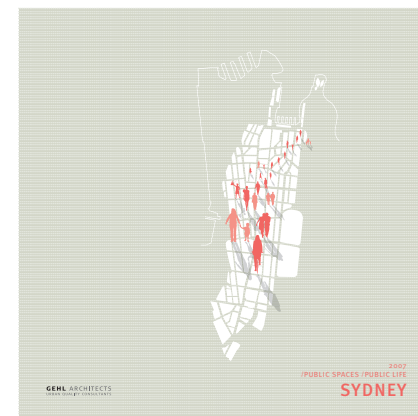 2007
/PUBLIC SPACES /PUBLIC LIFE
SYDNEY
GEHL ARCHITECTS
URBAN QUALITY CONSULTANTS